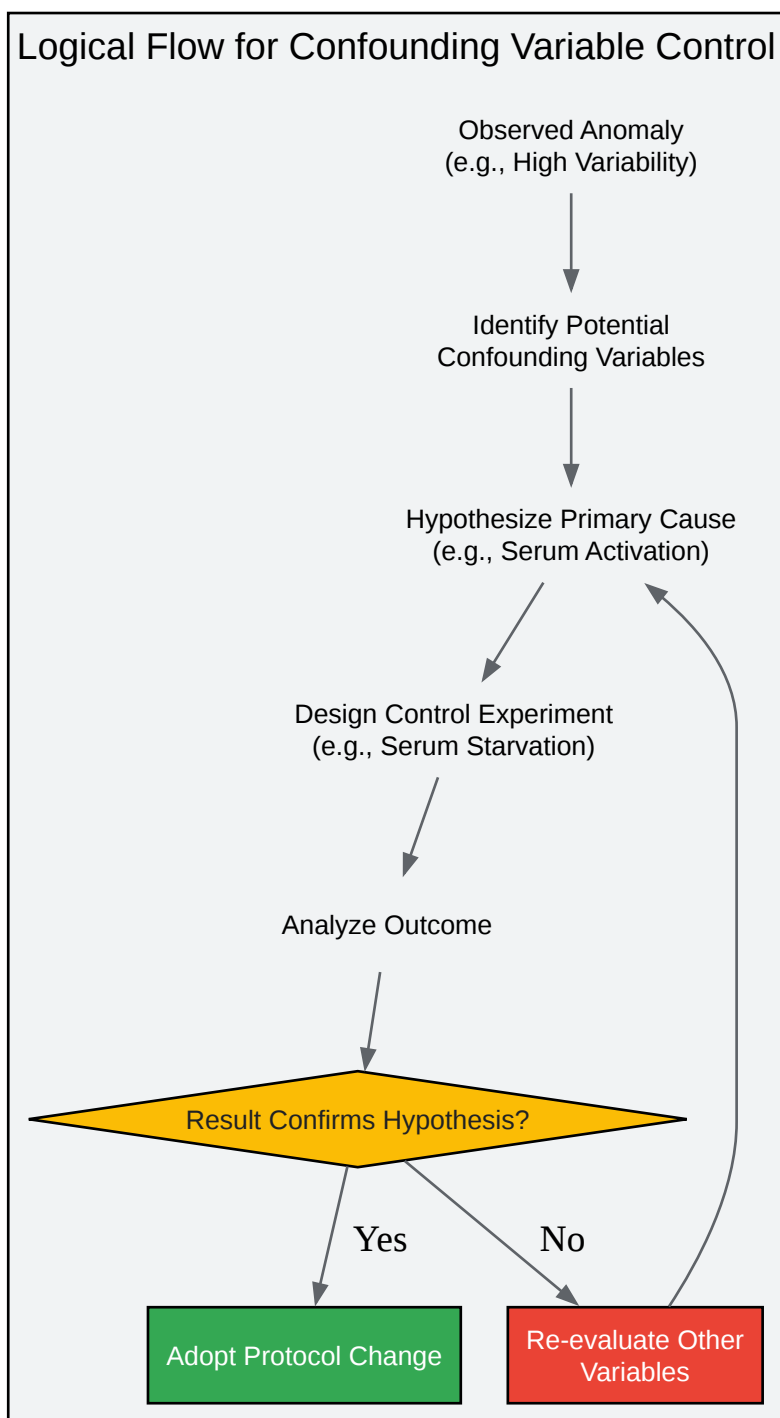 Logical Flow for Confounding Variable Control
Observed Anomaly
(e.g., High Variability)
Identify Potential
Confounding Variables
Hypothesize Primary Cause
(e.g., Serum Activation)
Design Control Experiment
(e.g., Serum Starvation)
Analyze Outcome
Result Confirms Hypothesis?
Yes
No
Adopt Protocol Change
Re-evaluate Other
Variables